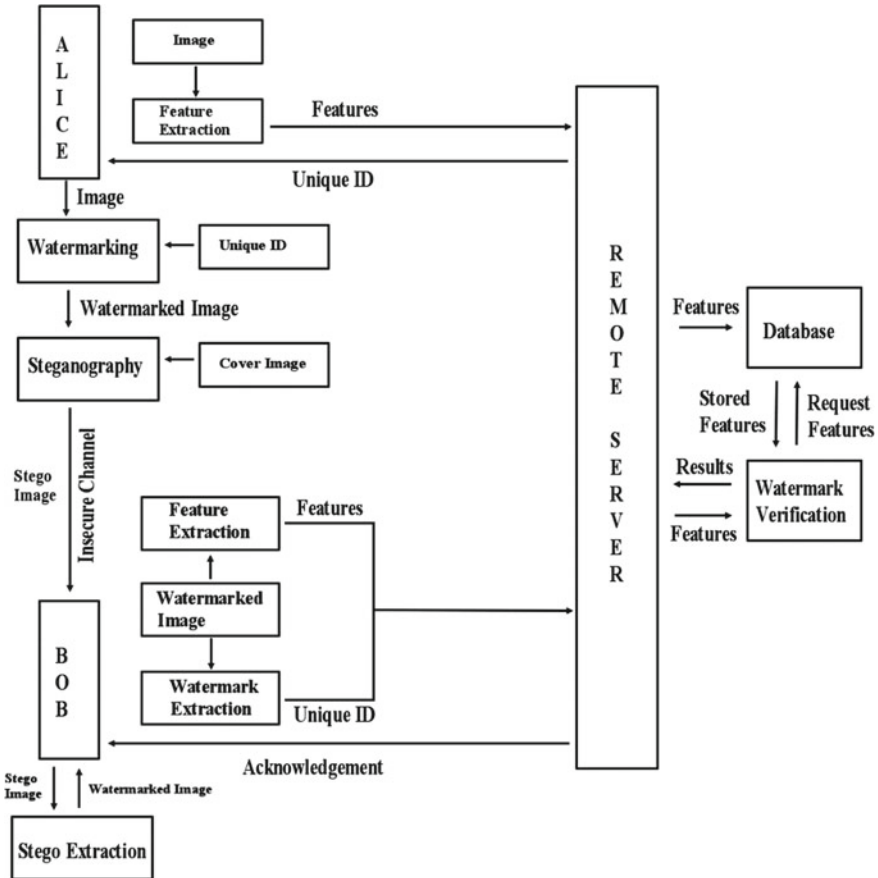 A
L
I
C
E
Image
Feature
Extraction
Features
Unique ID
Image
Watermarking
Unique ID
Watermarked Image
Steganography
Cover Image
Stego
Image
Insecure Channel
Feature
Extraction
Features
Watermarked
Image
Watermark
Extraction
Unique ID
B
O
B
Acknowledgement
Stego
Image
Watermarked Image
Stego Extraction
R
E
M
O
T
E
S
E
R
V
E
R
Features
Database
Stored
Features
Request
Features
Results
Features
Watermark
Verification